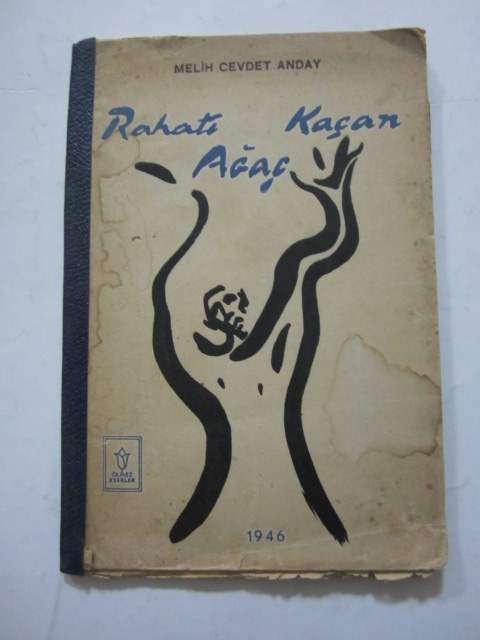 MELİH CEVDET ANDAY
Rahatı Kaçan
Ağaç
ÖLMEZ
ESERLER
1946